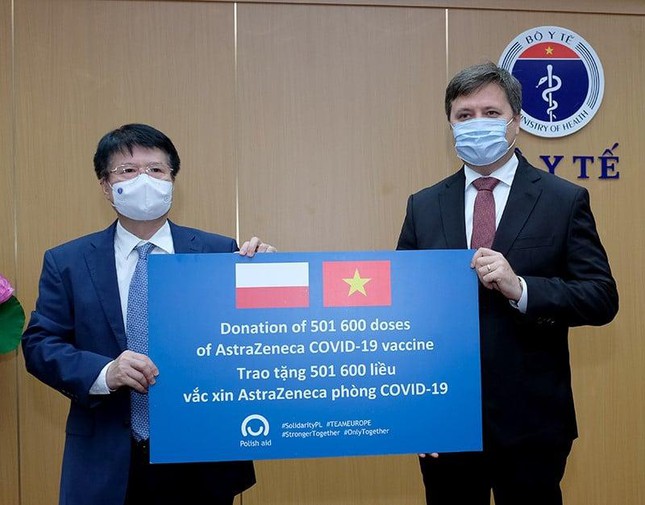 BỘ Y TẾ
MINISTRY OF HEALTH
Y TẾ
Donation of 501 600 doses
of AstraZeneca COVID-19 vaccine
Trao tặng 501 600 liều
vắc xin AstraZeneca phòng COVID-19
Polish aid
#SolidarityPL #TEAMEUROPE
#StrongerTogether #OnlyTogether